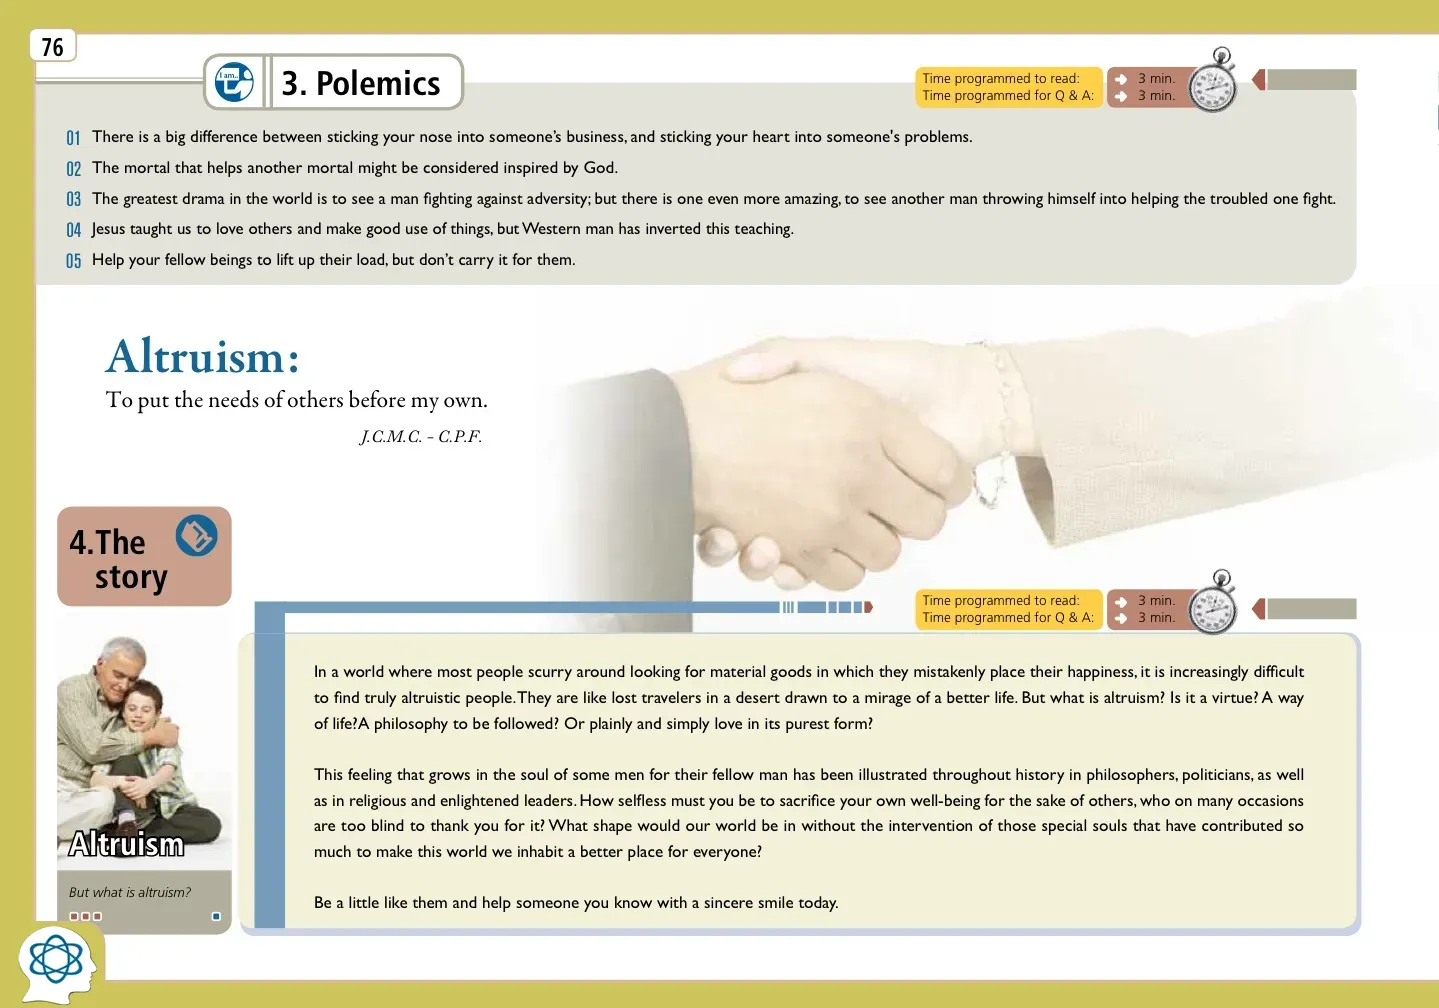 76
I am...
3. Polemics
Time programmed to read: 3 min.
Time programmed for Q & A: 3 min.
01 There is a big difference between sticking your nose into someone's business, and sticking your heart into someone's problems.
02 The mortal that helps another mortal might be considered inspired by God.
03 The greatest drama in the world is to see a man fighting against adversity; but there is one even more amazing, to see another man throwing himself into helping the troubled one fight.
04 Jesus taught us to love others and make good use of things, but Western man has inverted this teaching.
05 Help your fellow beings to lift up their load, but don't carry it for them.
Altruism:
To put the needs of others before my own.
J.C.M.C. – C.P.F.
4. The
story
Time programmed to read: 3 min.
Time programmed for Q & A: 3 min.
In a world where most people scurry around looking for material goods in which they mistakenly place their happiness, it is increasingly difficult
to find truly altruistic people. They are like lost travelers in a desert drawn to a mirage of a better life. But what is altruism? Is it a virtue? A way
of life? A philosophy to be followed? Or plainly and simply love in its purest form?
This feeling that grows in the soul of some men for their fellow man has been illustrated throughout history in philosophers, politicians, as well
as in religious and enlightened leaders. How selfless must you be to sacrifice your own well-being for the sake of others, who on many occasions
are too blind to thank you for it? What shape would our world be in without the intervention of those special souls that have contributed so
much to make this world we inhabit a better place for everyone?
Be a little like them and help someone you know with a sincere smile today.
Altruism
But what is altruism?